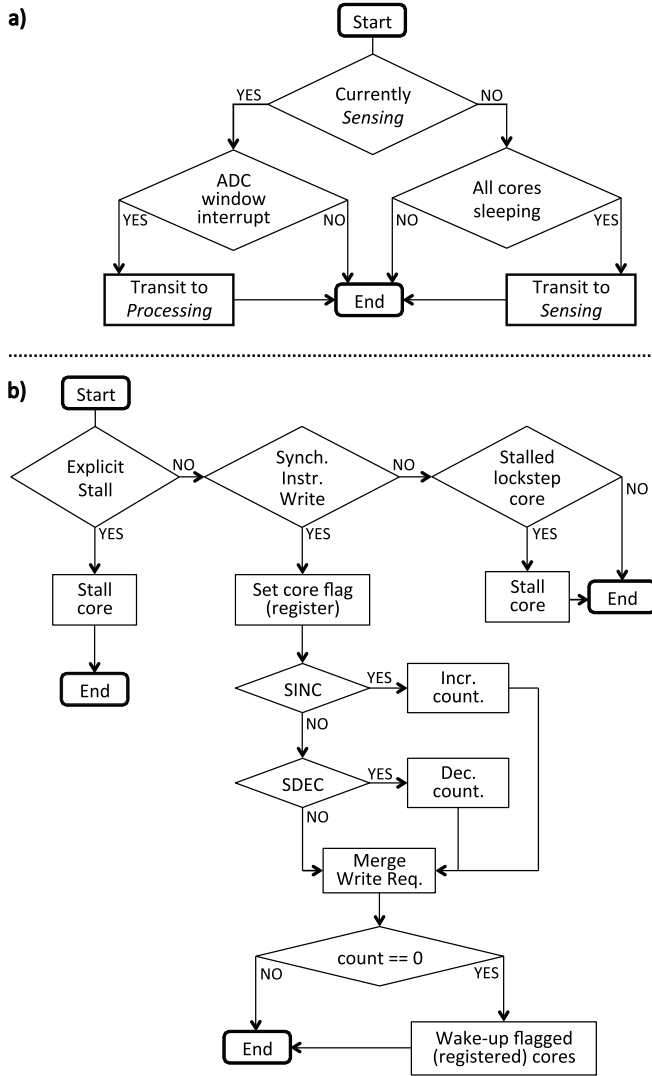 a)
Start
Currently
Sensing
YES
NO
ADC
window
interrupt
YES
NO
All cores
sleeping
NO
YES
Transit to
Processing
End
Transit to
Sensing
b)
Start
Explicit
Stall
NO
YES
Synch.
Instr.
Write
NO
YES
Stalled
lockstep
core
NO
YES
Stall
core
End
Set core flag
(register)
Stall
core
End
SINC
YES
NO
Incr.
count.
SDEC
YES
NO
Dec.
count.
Merge
Write Req.
count == 0
NO
YES
End
Wake-up flagged
(registered) cores